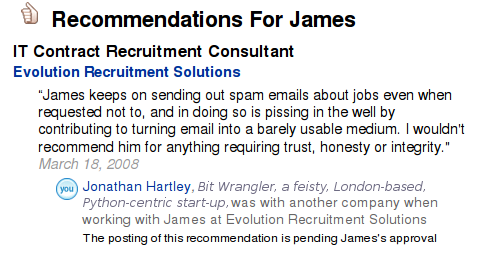 Recommendations For James
IT Contract Recruitment Consultant
Evolution Recruitment Solutions
“James keeps on sending out spam emails about jobs even when
requested not to, and in doing so is pissing in the well by
contributing to turning email into a barely usable medium. I wouldn't
recommend him for anything requiring trust, honesty or integrity.”
March 18, 2008
you Jonathan Hartley, Bit Wrangler, a feisty, London-based,
Python-centric start-up, was with another company when
working with James at Evolution Recruitment Solutions
The posting of this recommendation is pending James's approval